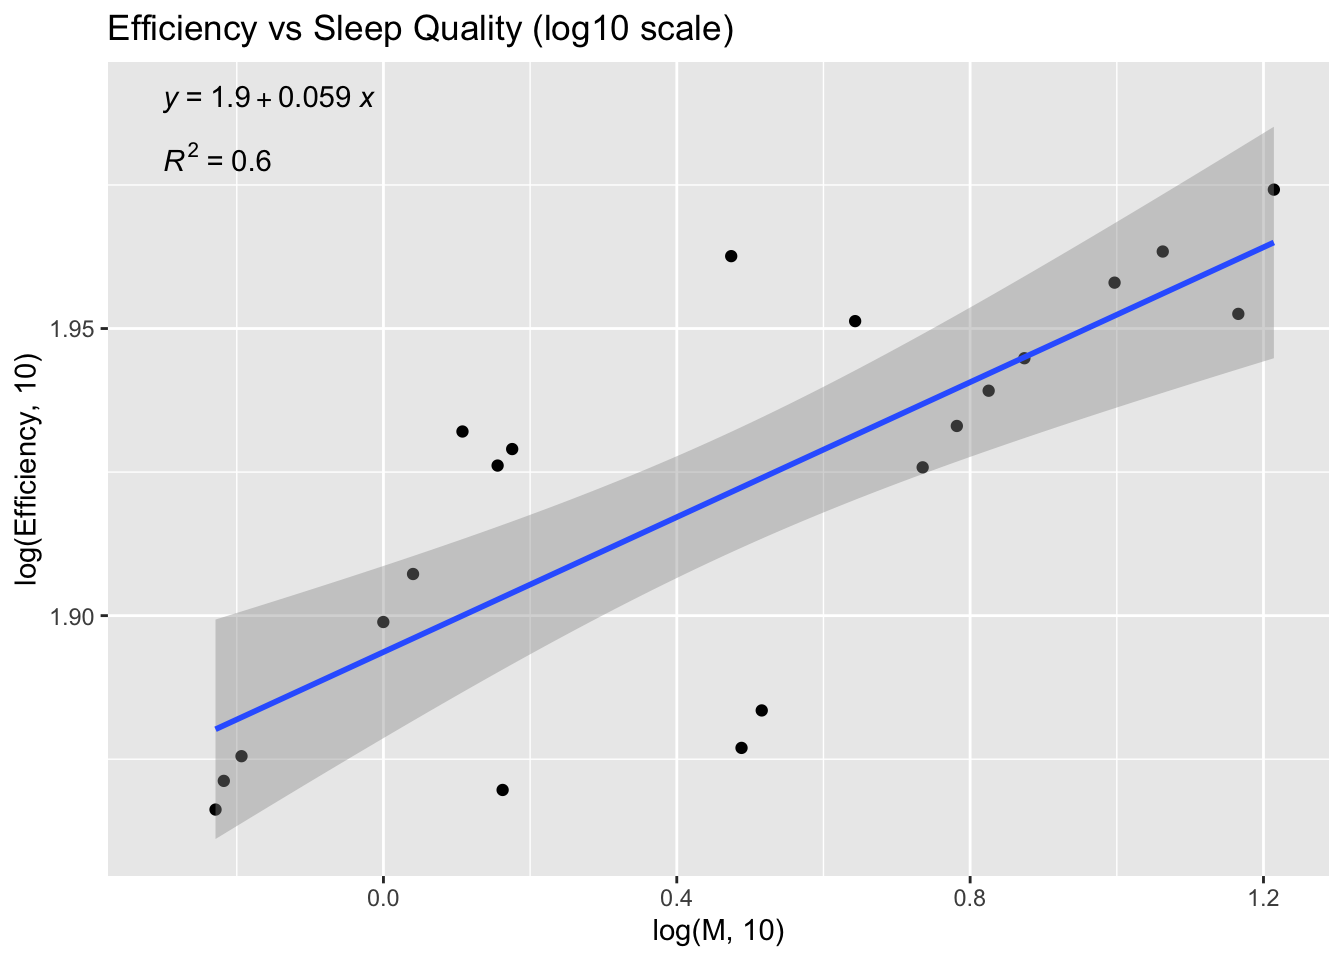 Efficiency vs Sleep Quality (log10 scale)
y = 1.9 + 0.059 x
R² = 0.6
log(Efficiency, 10)
1.95
1.90
0.0 0.4 0.8 1.2
log(M, 10)